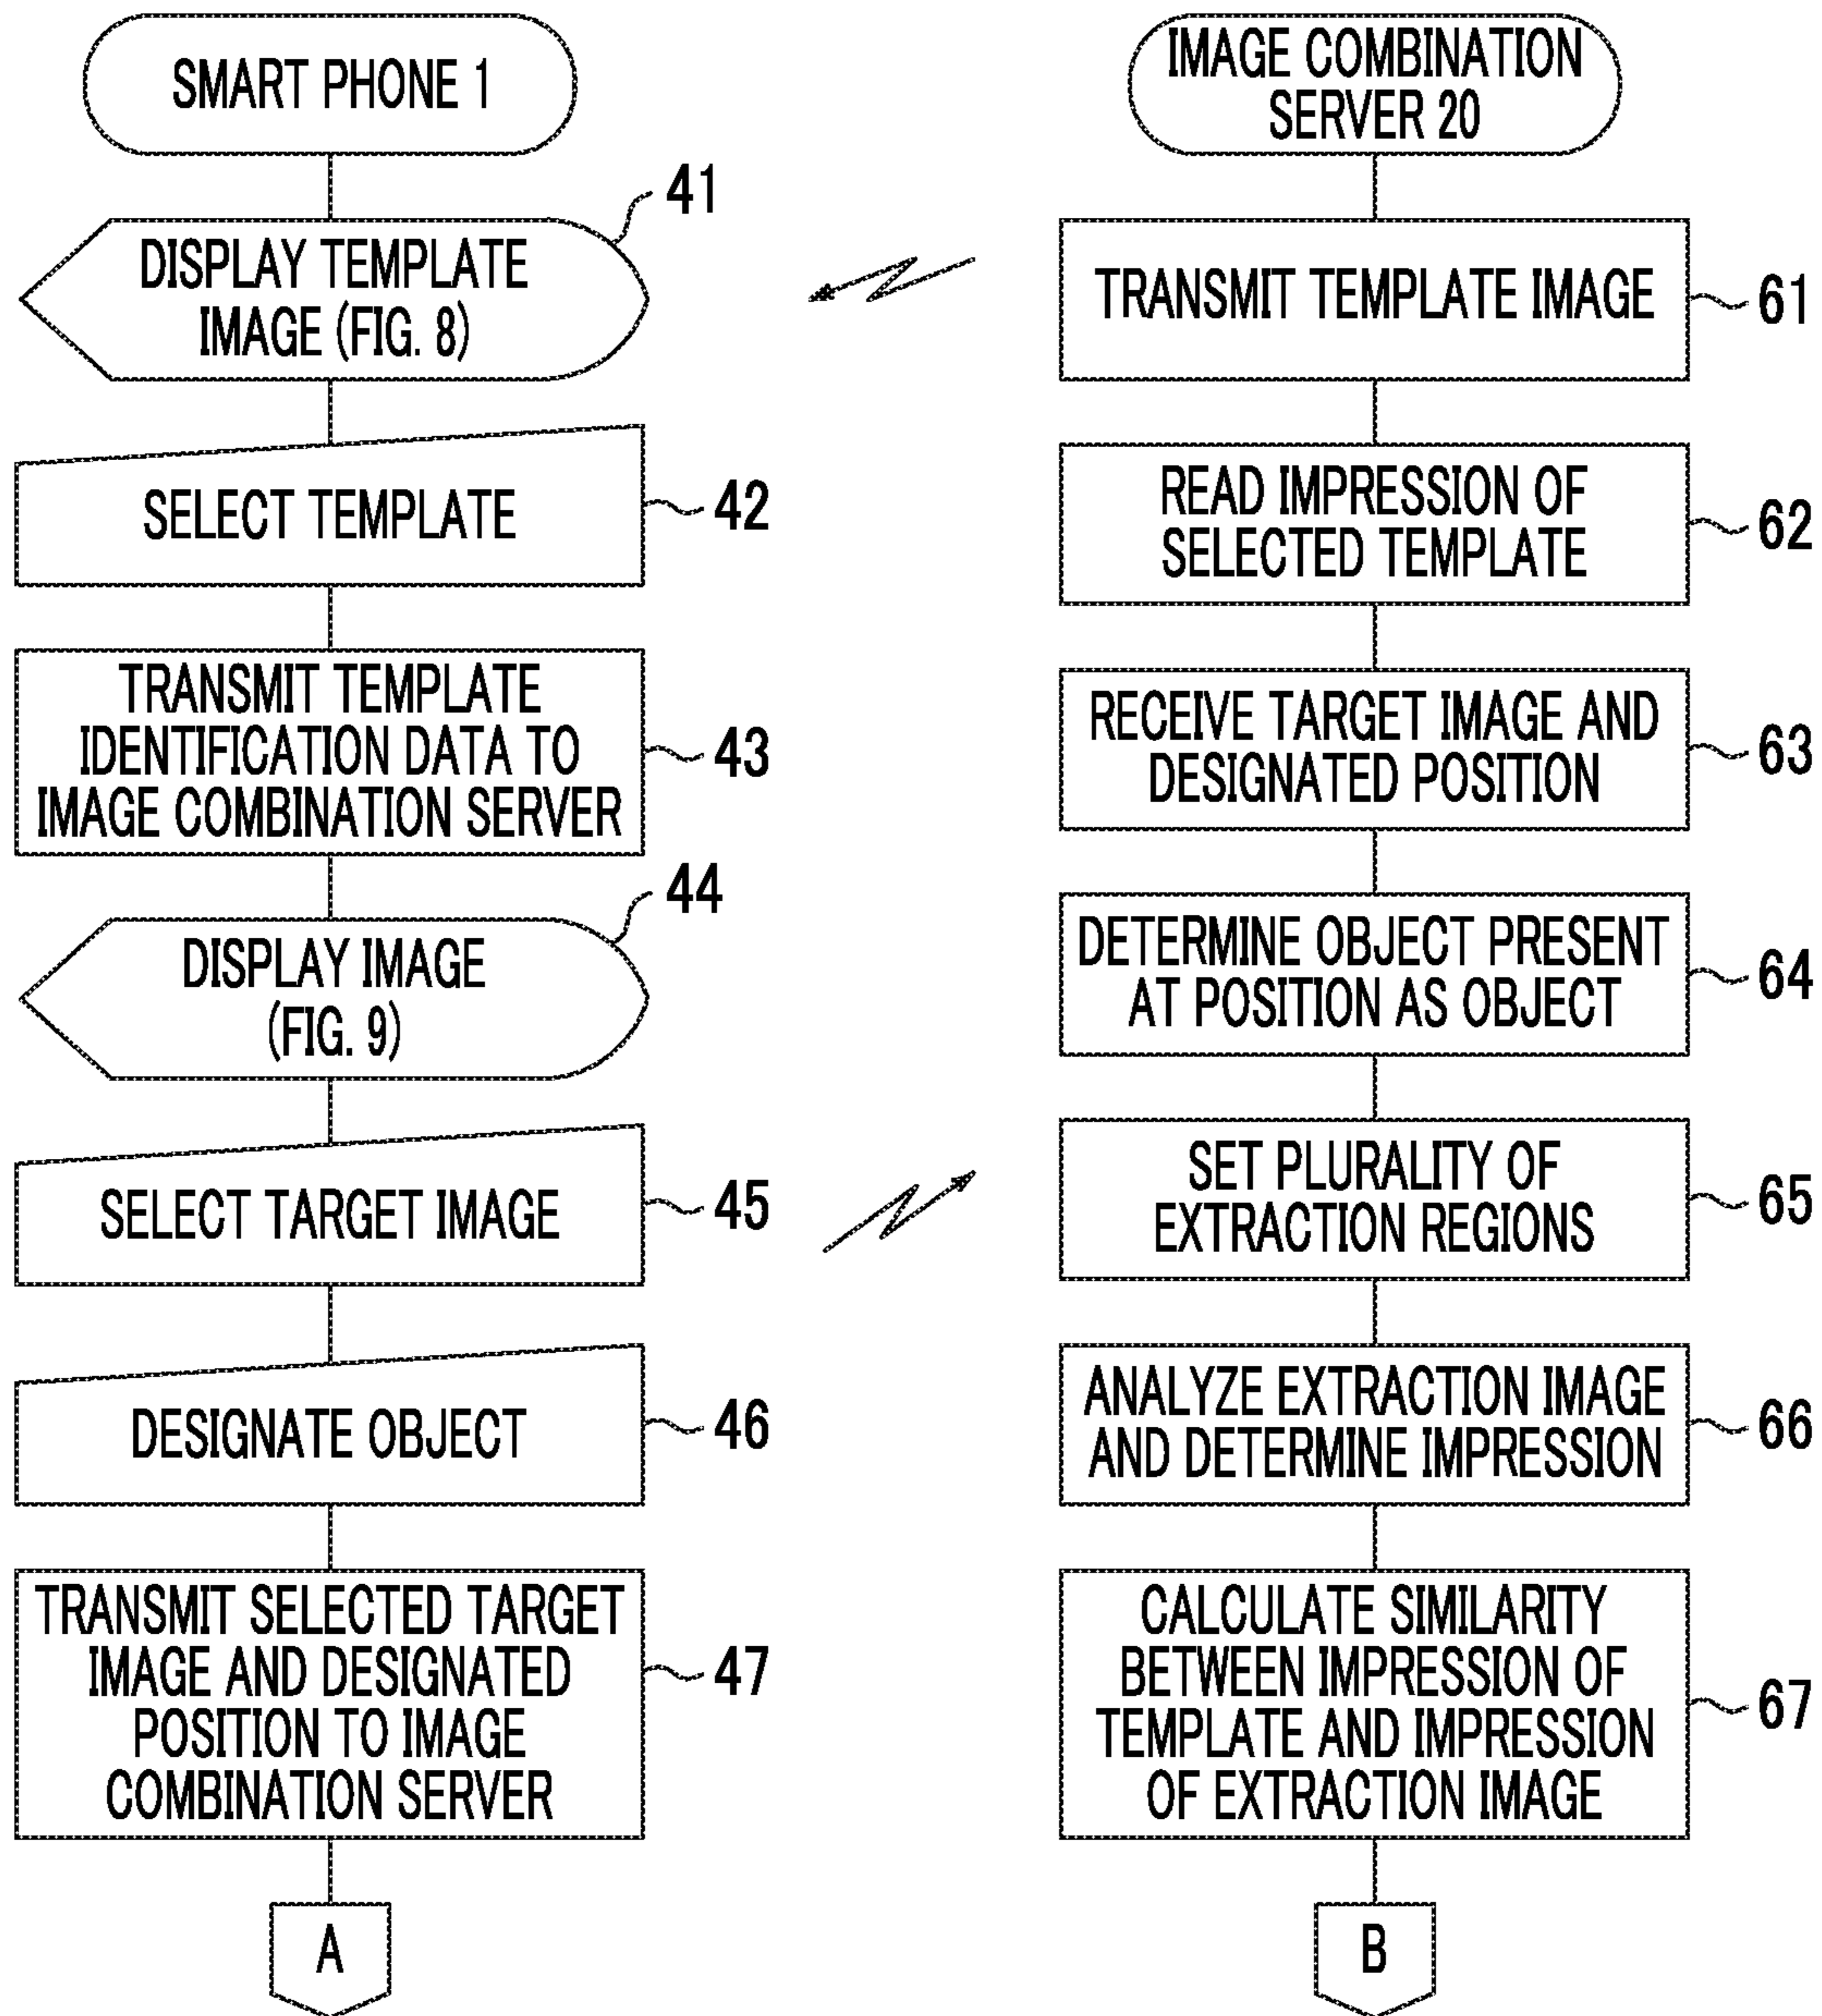 SMART PHONE 1
41
DISPLAY TEMPLATE
IMAGE (FIG. 8)
SELECT TEMPLATE
42
TRANSMIT TEMPLATE
IDENTIFICATION DATA TO
IMAGE COMBINATION SERVER
43
44
DISPLAY IMAGE
(FIG. 9)
SELECT TARGET IMAGE
45
DESIGNATE OBJECT
46
TRANSMIT SELECTED TARGET
IMAGE AND DESIGNATED
POSITION TO IMAGE
COMBINATION SERVER
47
A
IMAGE COMBINATION
SERVER 20
TRANSMIT TEMPLATE IMAGE
61
READ IMPRESSION OF
SELECTED TEMPLATE
62
RECEIVE TARGET IMAGE AND
DESIGNATED POSITION
63
DETERMINE OBJECT PRESENT
AT POSITION AS OBJECT
64
SET PLURALITY OF
EXTRACTION REGIONS
65
ANALYZE EXTRACTION IMAGE
AND DETERMINE IMPRESSION
66
CALCULATE SIMILARITY
BETWEEN IMPRESSION OF
TEMPLATE AND IMPRESSION
OF EXTRACTION IMAGE
67
B